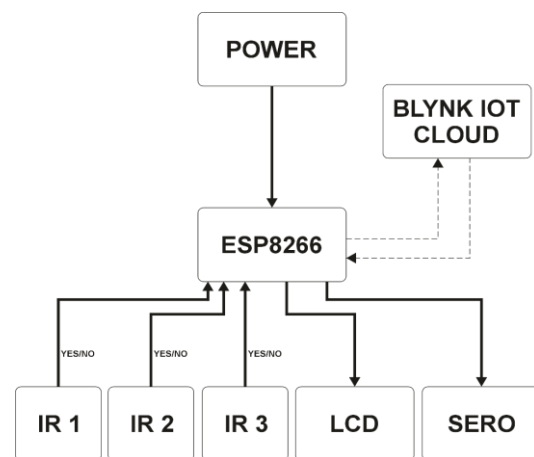 POWER
BLYNK IOT
CLOUD
ESP8266
YES/NO
YES/NO
YES/NO
IR 1
IR 2
IR 3
LCD
SERO